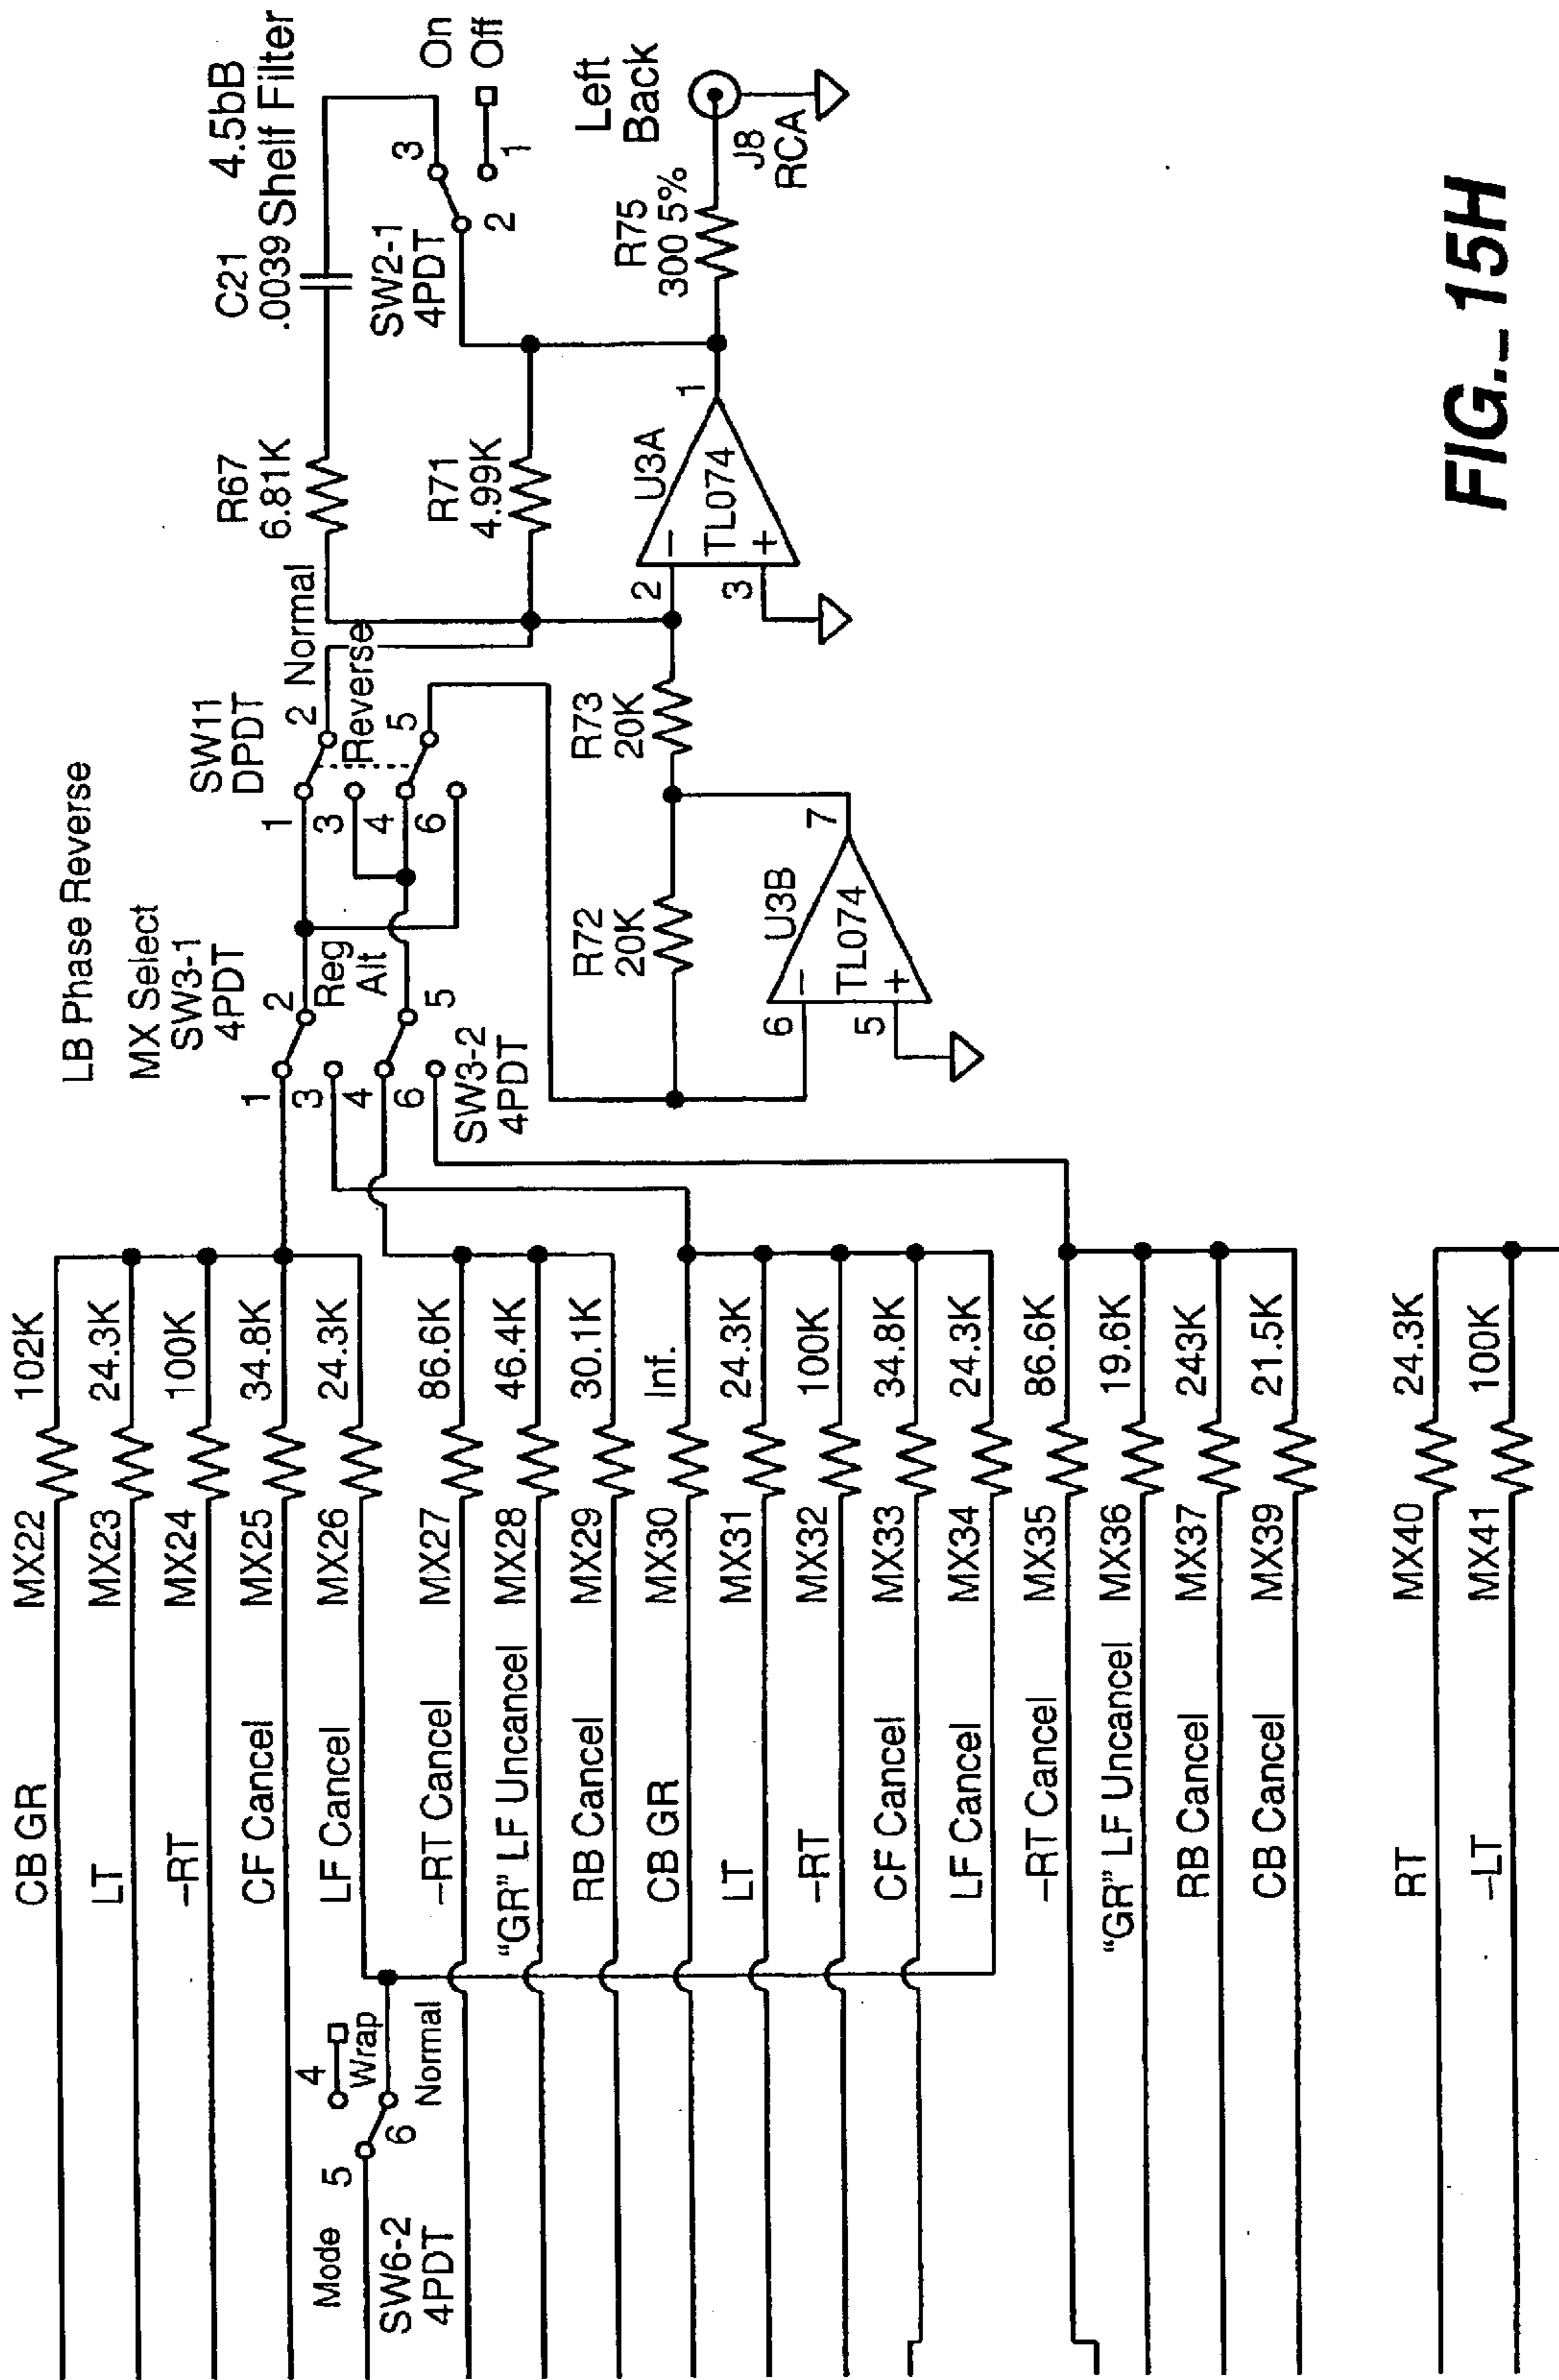 LB Phase Reverse
MX Select
SW3-1
4PDT
1
2
3
Reg
Alt
4
5
6
SW3-2
4PDT
SW11
DPDT
1
2
Normal
3
Reverse
4
5
6
R67
6.81K
C21
.0039
4.5bB
Shelf Filter
SW2-1
4PDT
3
2
1
On
Off
R71
4.99K
U3A
TL074
2
3
1
−
+
R75
300 5%
Left
Back
J8
RCA
R72
20K
R73
20K
U3B
TL074
6
5
7
−
+
CB GR MX22 102K
LT MX23 24.3K
–RT MX24 100K
CF Cancel MX25 34.8K
LF Cancel MX26 24.3K
–RT Cancel MX27 86.6K
"GR" LF Uncancel MX28 46.4K
RB Cancel MX29 30.1K
CB GR MX30 Inf.
LT MX31 24.3K
–RT MX32 100K
CF Cancel MX33 34.8K
LF Cancel MX34 24.3K
–RT Cancel MX35 86.6K
"GR" LF Uncancel MX36 19.6K
RB Cancel MX37 243K
CB Cancel MX39 21.5K
RT MX40 24.3K
–LT MX41 100K
Mode
5
4
Wrap
6
Normal
SW6-2
4PDT
FIG._15H